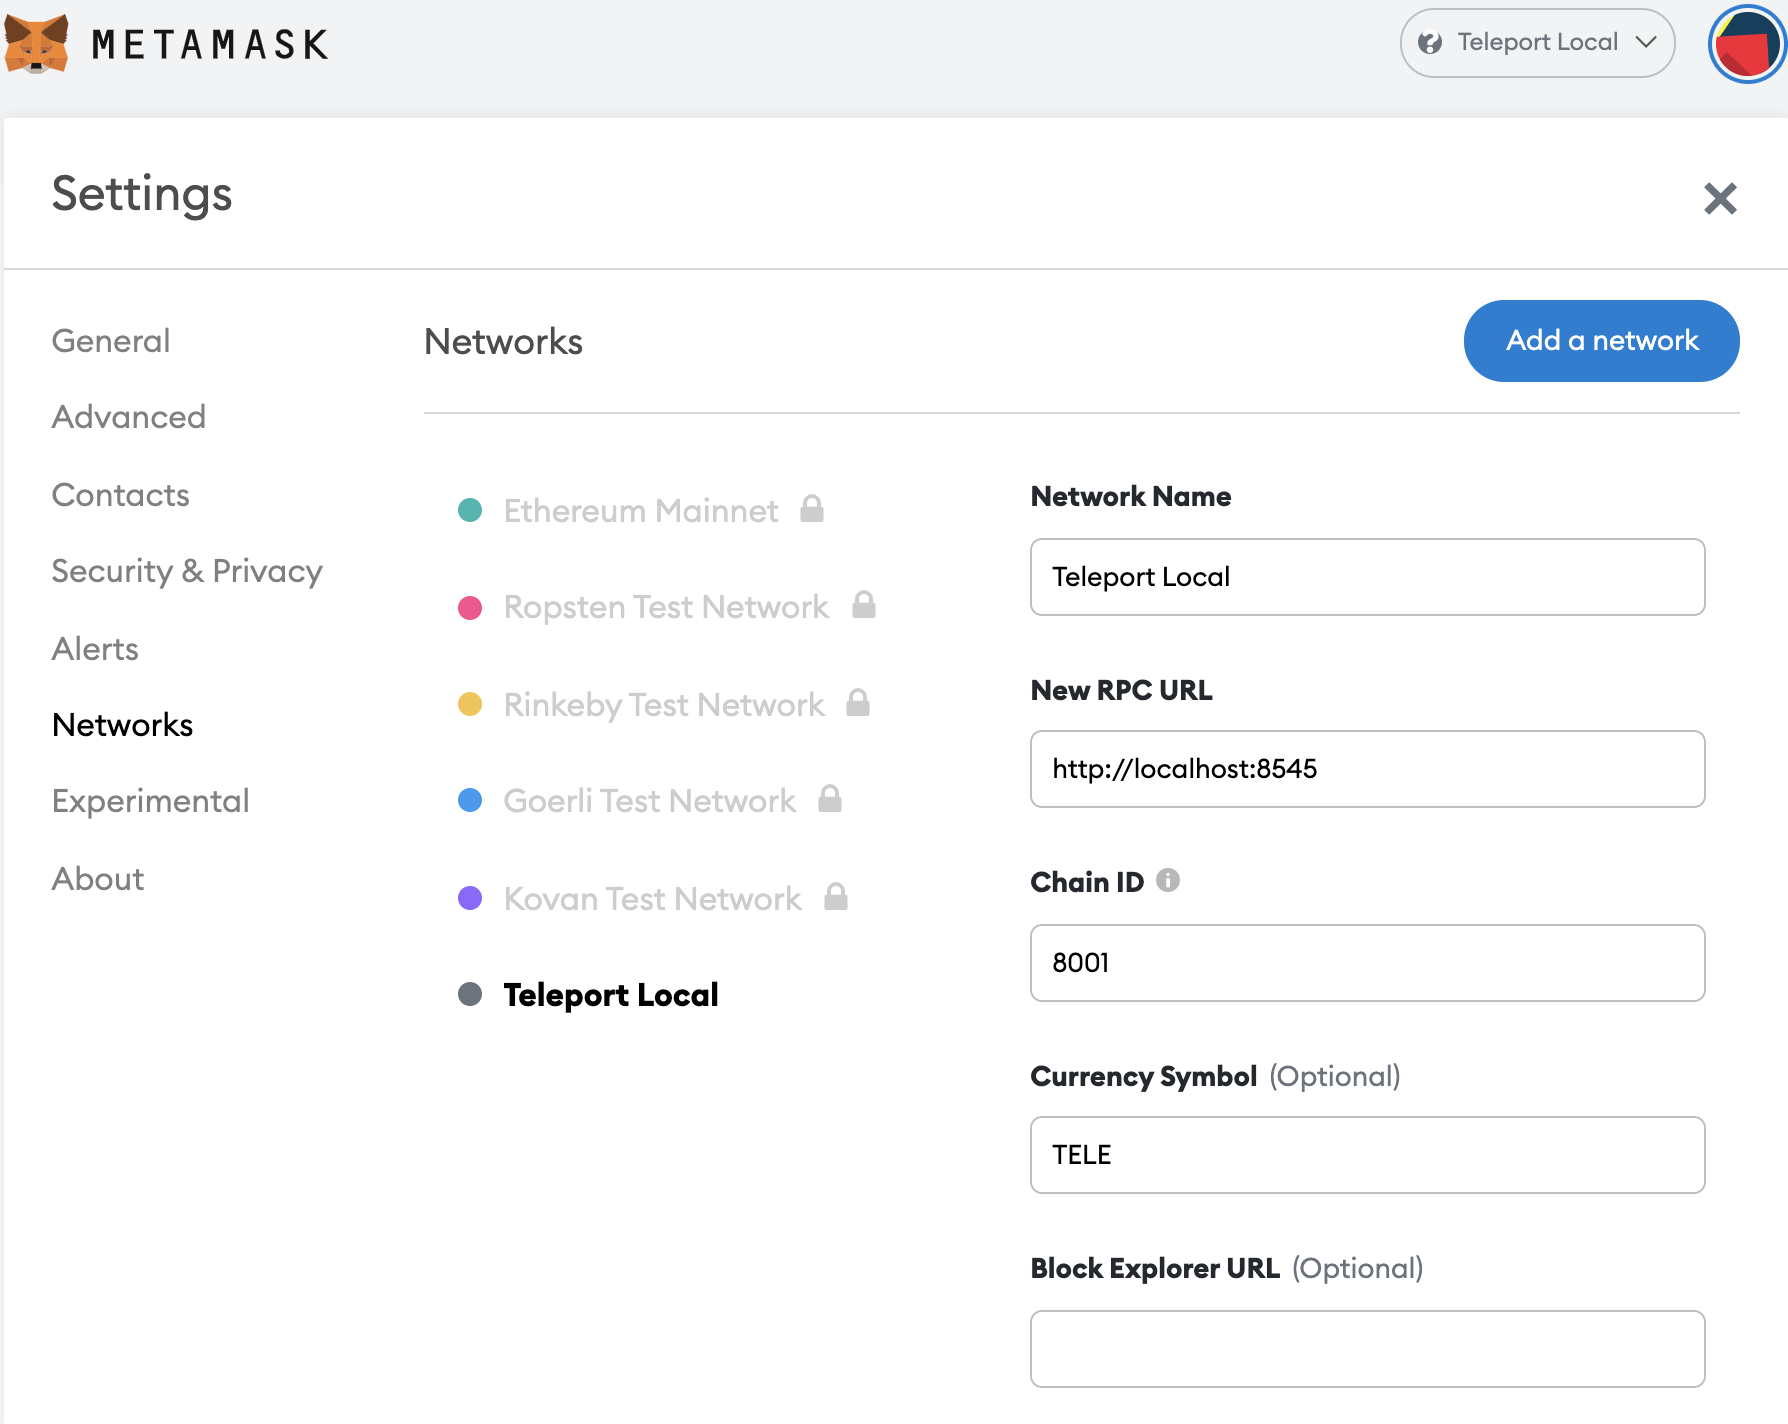 METAMASK
Teleport Local
Settings
General
Advanced
Contacts
Security & Privacy
Alerts
Networks
Experimental
About
Networks
Add a network
Ethereum Mainnet
Ropsten Test Network
Rinkeby Test Network
Goerli Test Network
Kovan Test Network
Teleport Local
Network Name
Teleport Local
New RPC URL
http://localhost:8545
Chain ID
8001
Currency Symbol (Optional)
TELE
Block Explorer URL (Optional)